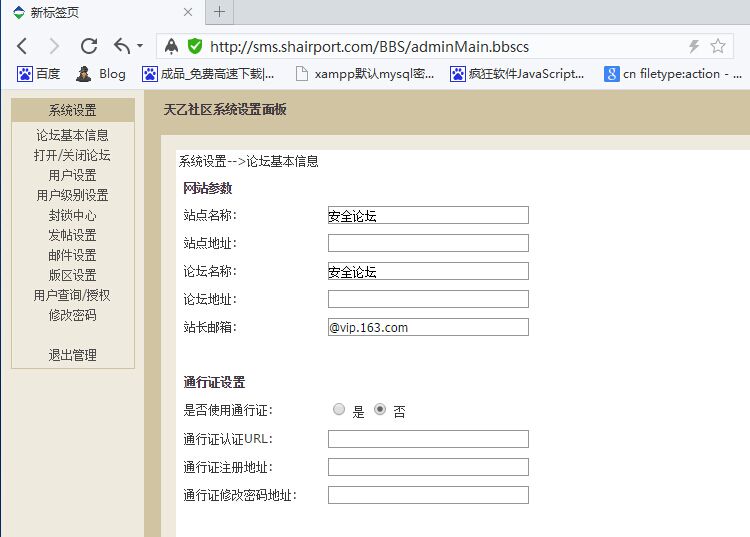 新标签页
http://sms.shairport.com/BBS/adminMain.bbscs
百度 Blog 成品_免费高速下载|... xampp默认mysql密... 疯狂软件JavaScript... cn filetype:action - ...
系统设置
论坛基本信息
打开/关闭论坛
用户设置
用户级别设置
封锁中心
发帖设置
邮件设置
版区设置
用户查询/授权
修改密码
退出管理
天乙社区系统设置面板
系统设置-->论坛基本信息
网站参数
站点名称: 安全论坛
站点地址:
论坛名称: 安全论坛
论坛地址:
站长邮箱: @vip.163.com
通行证设置
是否使用通行证: 是 否
通行证认证URL:
通行证注册地址:
通行证修改密码地址: